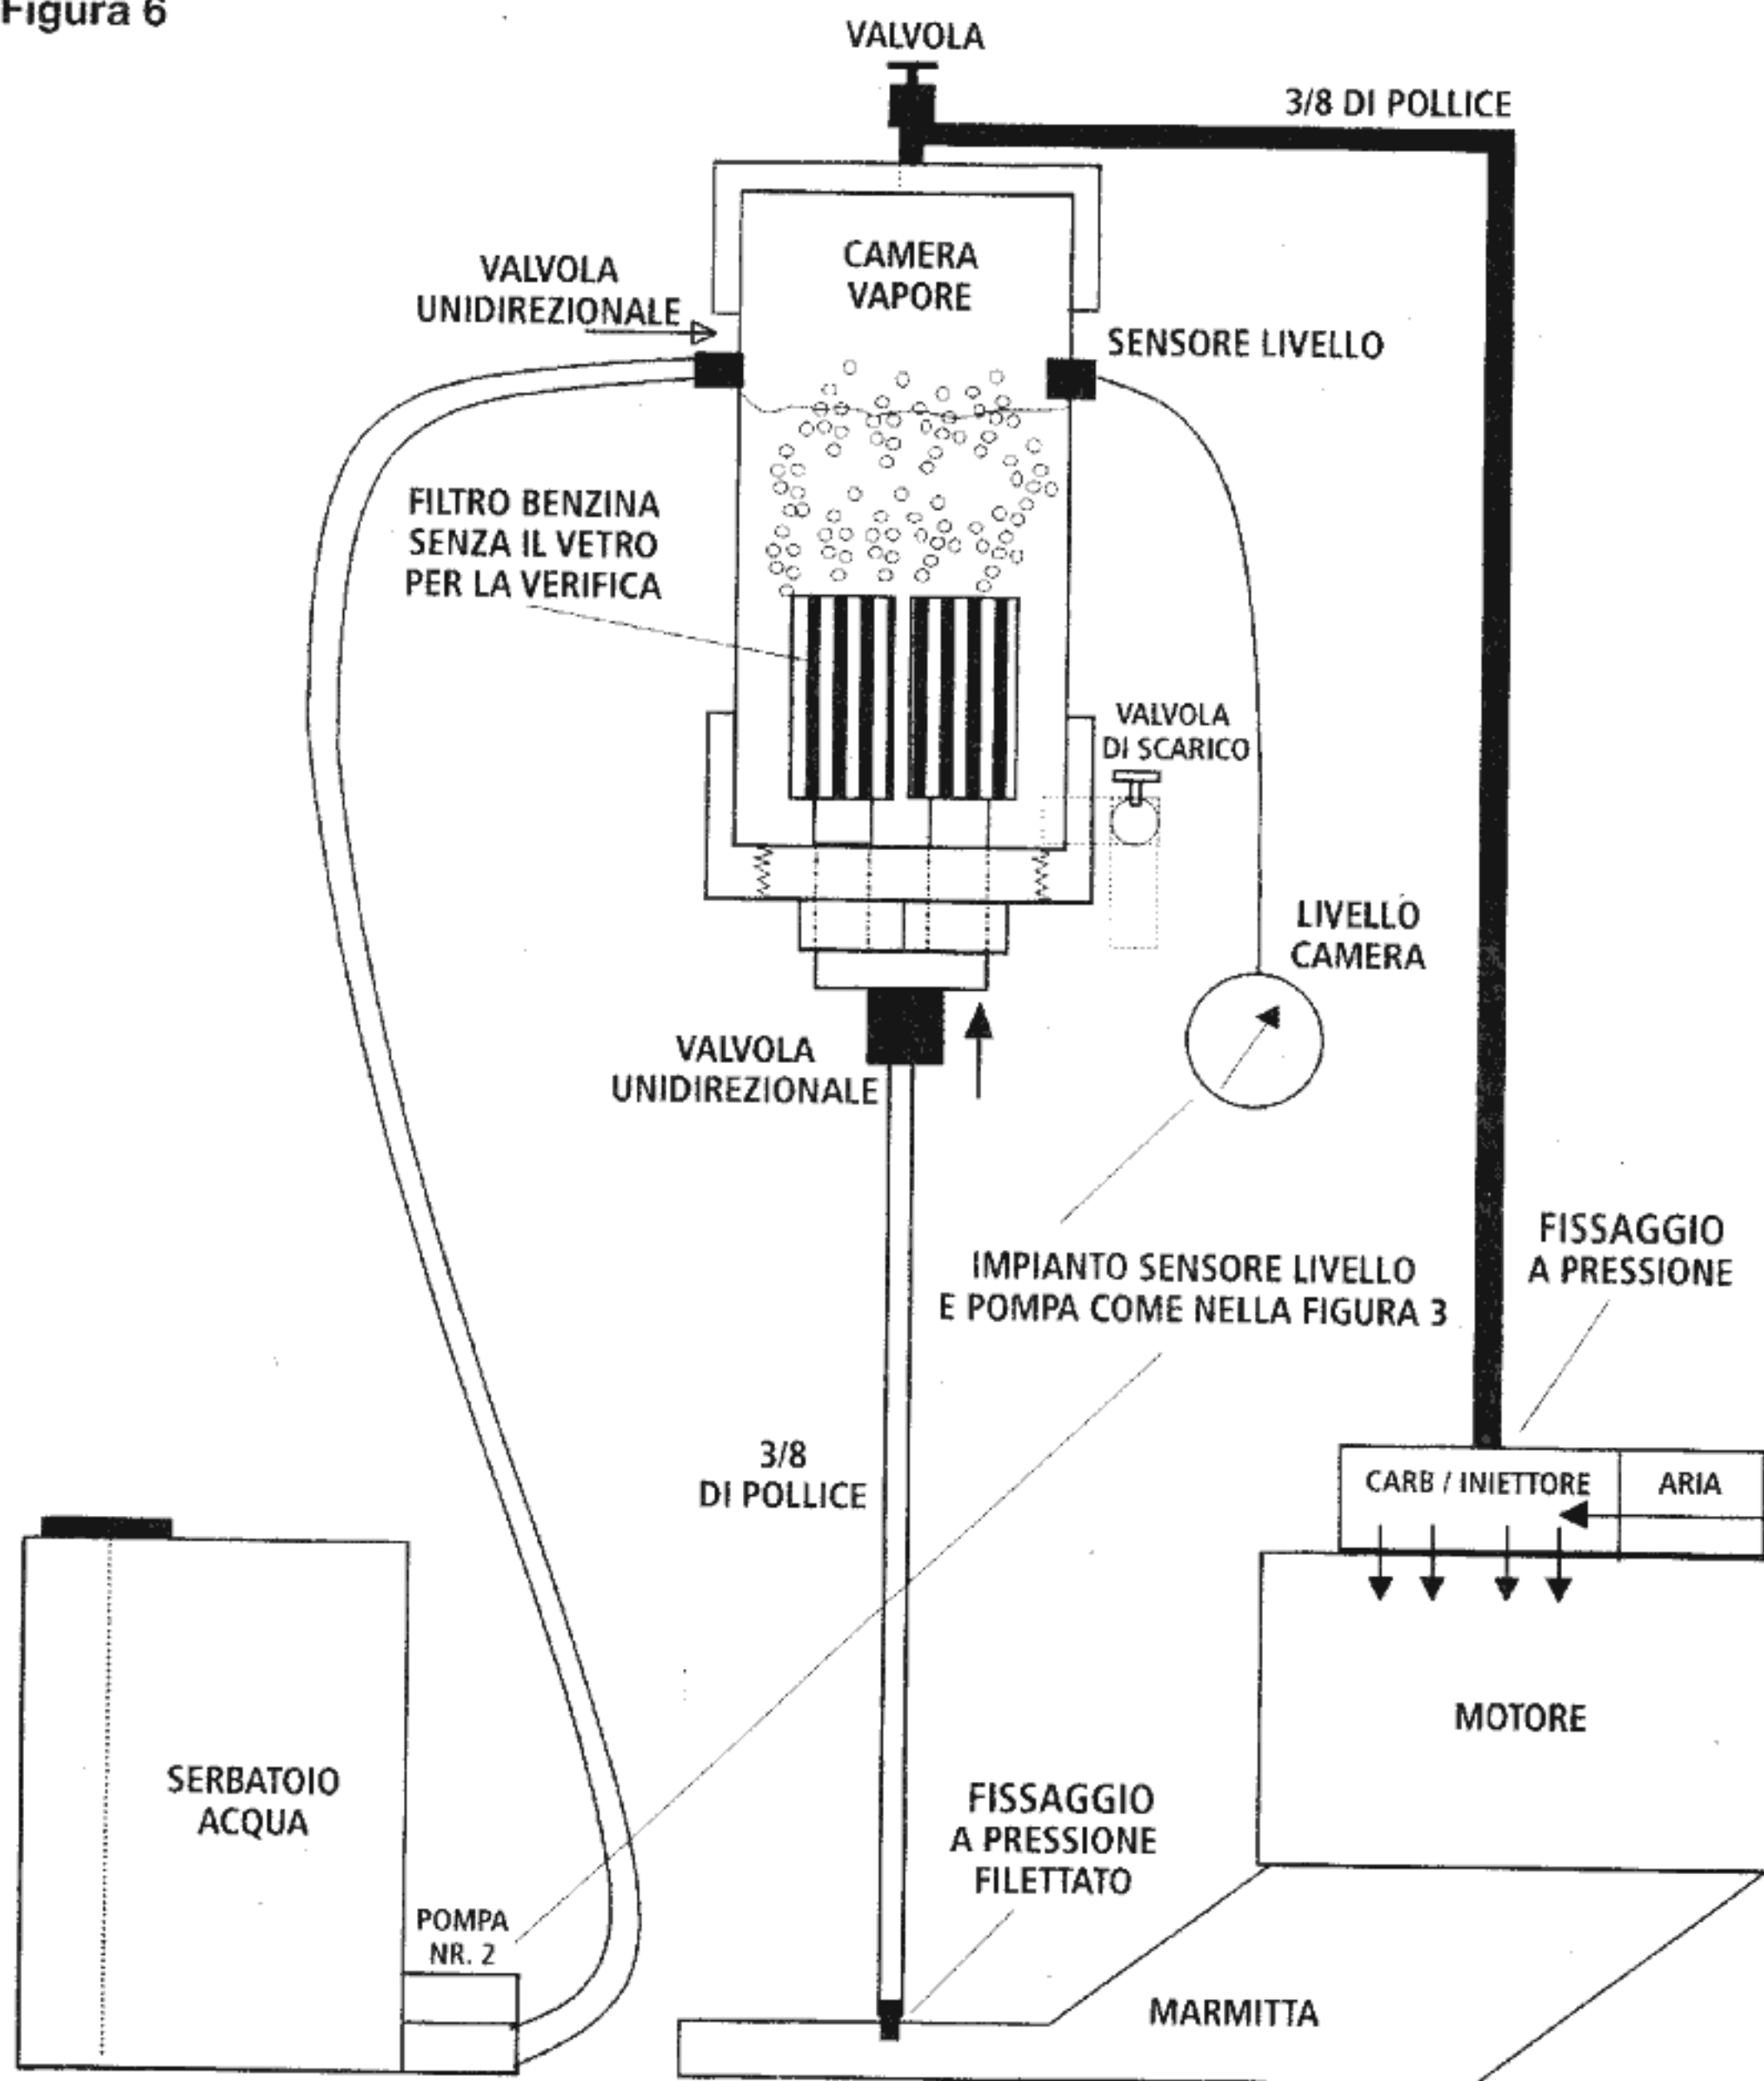 Figura 6
VALVOLA
3/8 DI POLLICE
CAMERA
VAPORE
VALVOLA
UNIDIREZIONALE
SENSORE LIVELLO
FILTRO BENZINA
SENZA IL VETRO
PER LA VERIFICA
VALVOLA
DI SCARICO
LIVELLO
CAMERA
VALVOLA
UNIDIREZIONALE
FISSAGGIO
A PRESSIONE
IMPIANTO SENSORE LIVELLO
E POMPA COME NELLA FIGURA 3
3/8
DI POLLICE
CARB / INIETTORE
ARIA
MOTORE
SERBATOIO
ACQUA
FISSAGGIO
A PRESSIONE
FILETTATO
POMPA
NR. 2
MARMITTA